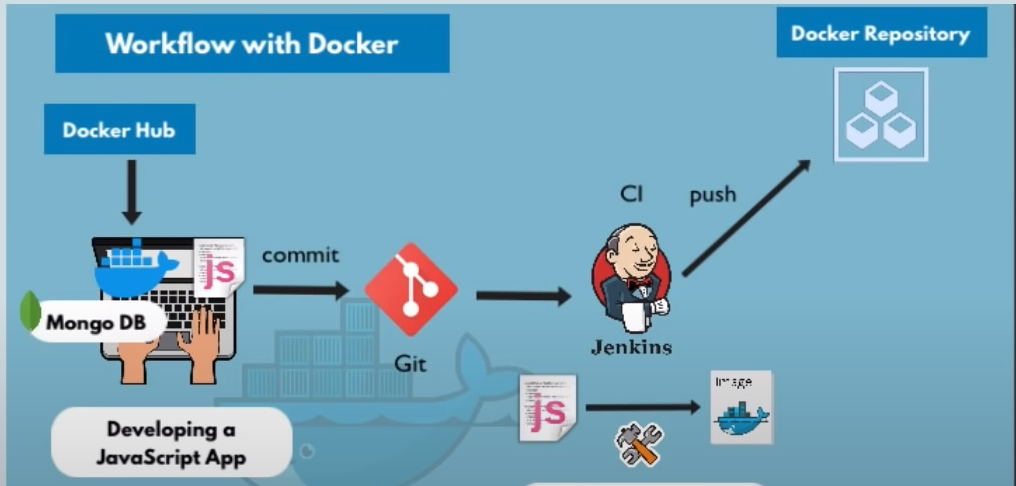 Workflow with Docker
Docker Repository
Docker Hub
CI
push
commit
JS
Mongo DB
Git
Jenkins
JS
Image
Developing a
JavaScript App